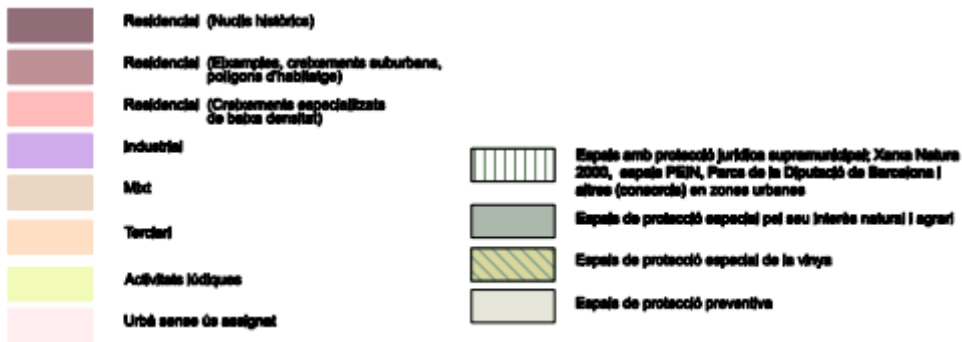 Residencial (Nuclis històrics)
Residencial (Eixamples, creixements suburbans,
polígons d'habitatge)
Residencial (Creixements especialitzats
de baixa densitat)
Industrial
Mixt
Terciari
Activitats lúdiques
Urbà sense ús assignat
Espais amb protecció jurídica supramunicipal; Xarxa Natura
2000, espais PEIN, Parcs de la Diputació de Barcelona i
altres (consorcis) en zones urbanes
Espais de protecció especial pel seu interès natural i agrari
Espais de protecció especial de la vinya
Espais de protecció preventiva